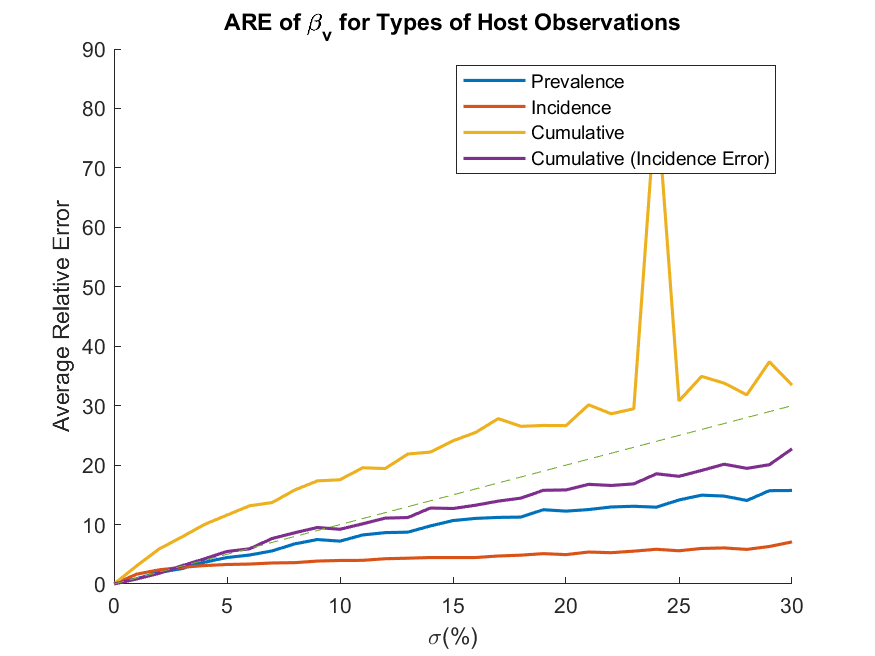 ARE of βv for Types of Host Observations
90
80
70
60
50
40
30
20
10
0
Average Relative Error
Prevalence
Incidence
Cumulative
Cumulative (Incidence Error)
0 5 10 15 20 25 30
σ(%)